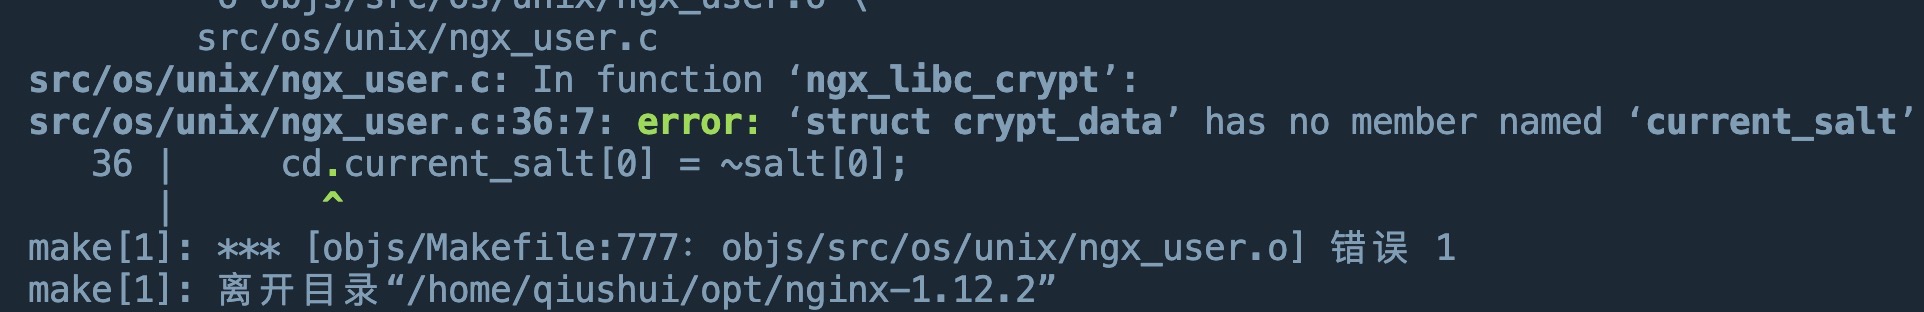 -o objs/src/os/unix/ngx_user.o \
src/os/unix/ngx_user.c
src/os/unix/ngx_user.c: In function ‘ngx_libc_crypt’:
src/os/unix/ngx_user.c:36:7: error: ‘struct crypt_data’ has no member named ‘current_salt’
36 |     cd.current_salt[0] = ~salt[0];
|       ^
make[1]: *** [objs/Makefile:777：objs/src/os/unix/ngx_user.o] 错误 1
make[1]: 离开目录“/home/qiushui/opt/nginx-1.12.2”